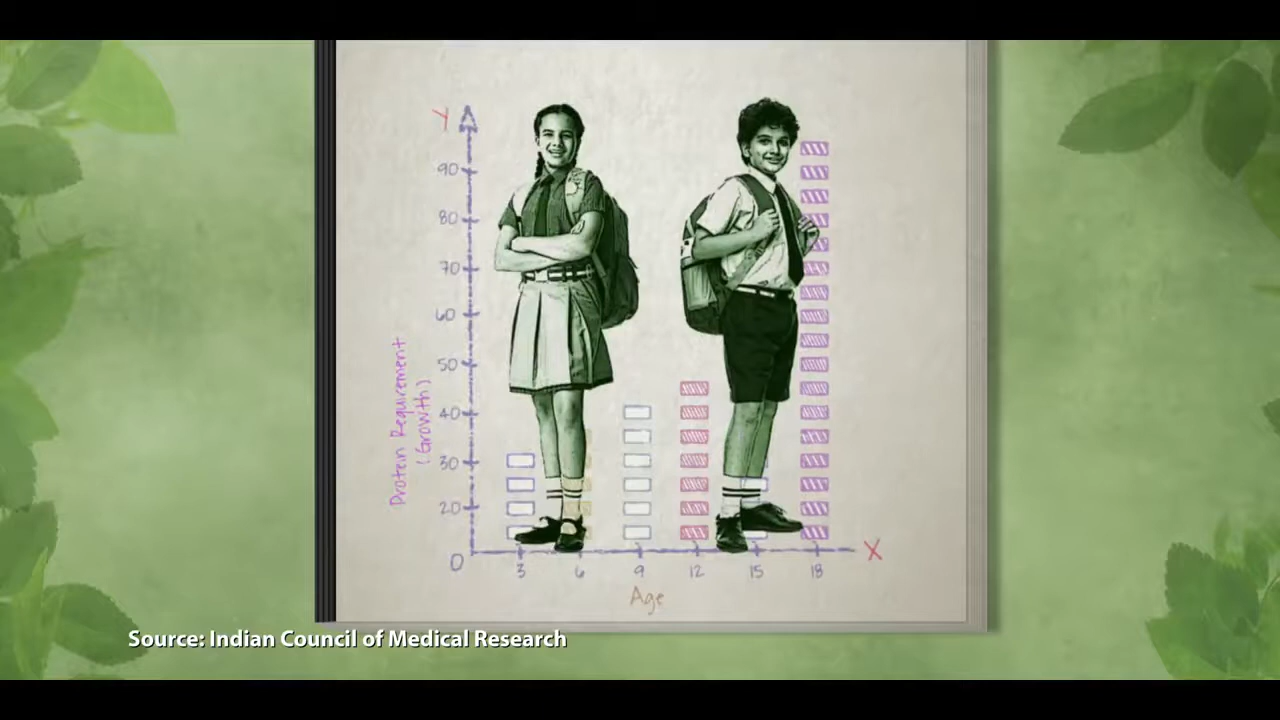 Y
90
80
70
60
50
40
30
20
0
Protein Requirement
(Growth)
3 6 9 12 15 18
X
Age
Source: Indian Council of Medical Research